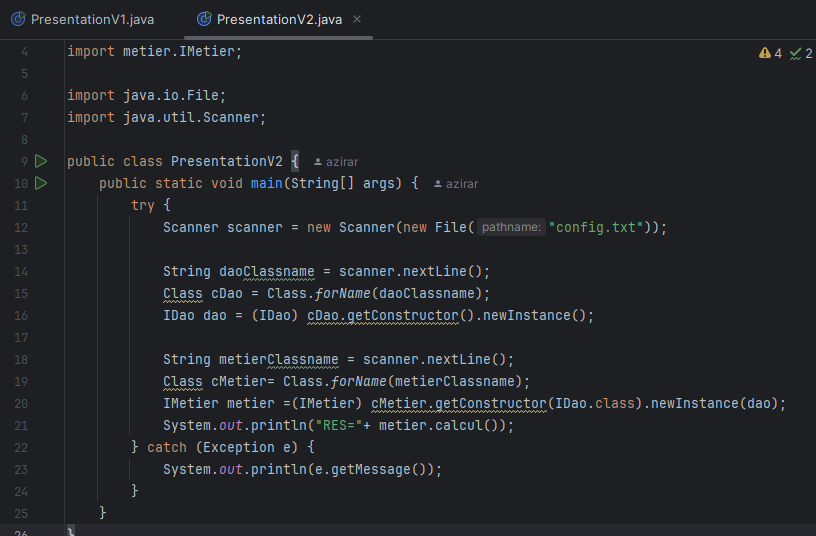 PresentationV1.java PresentationV2.java ×
4 import metier.IMetier; 4 2
5
6 import java.io.File;
7 import java.util.Scanner;
8
9 public class PresentationV2 { azirar
10 public static void main(String[] args) { azirar
11 try {
12 Scanner scanner = new Scanner(new File( pathname: "config.txt"));
13
14 String daoClassname = scanner.nextLine();
15 Class cDao = Class.forName(daoClassname);
16 IDao dao = (IDao) cDao.getConstructor().newInstance();
17
18 String metierClassname = scanner.nextLine();
19 Class cMetier= Class.forName(metierClassname);
20 IMetier metier =(IMetier) cMetier.getConstructor(IDao.class).newInstance(dao);
21 System.out.println("RES="+ metier.calcul());
22 } catch (Exception e) {
23 System.out.println(e.getMessage());
24 }
25 }
26 }